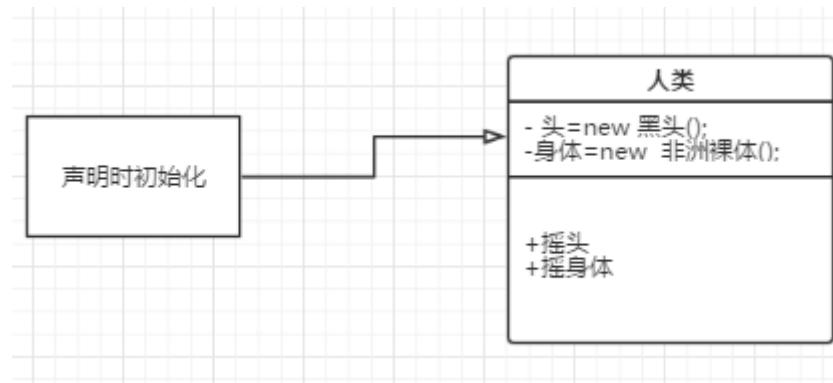 声明时初始化
人类
- 头=new 黑头();
-身体=new 非洲裸体();
+摇头
+摇身体